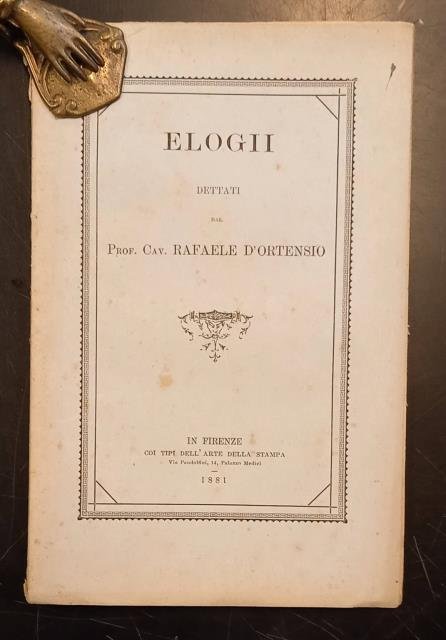 ELOGII
DETTATI
DAL
PROF. CAV. RAFAELE D'ORTENSIO
IN FIRENZE
COI TIPI DELL'ARTE DELLA STAMPA
Via Pandolfini, 14, Palazzo Medici
1881